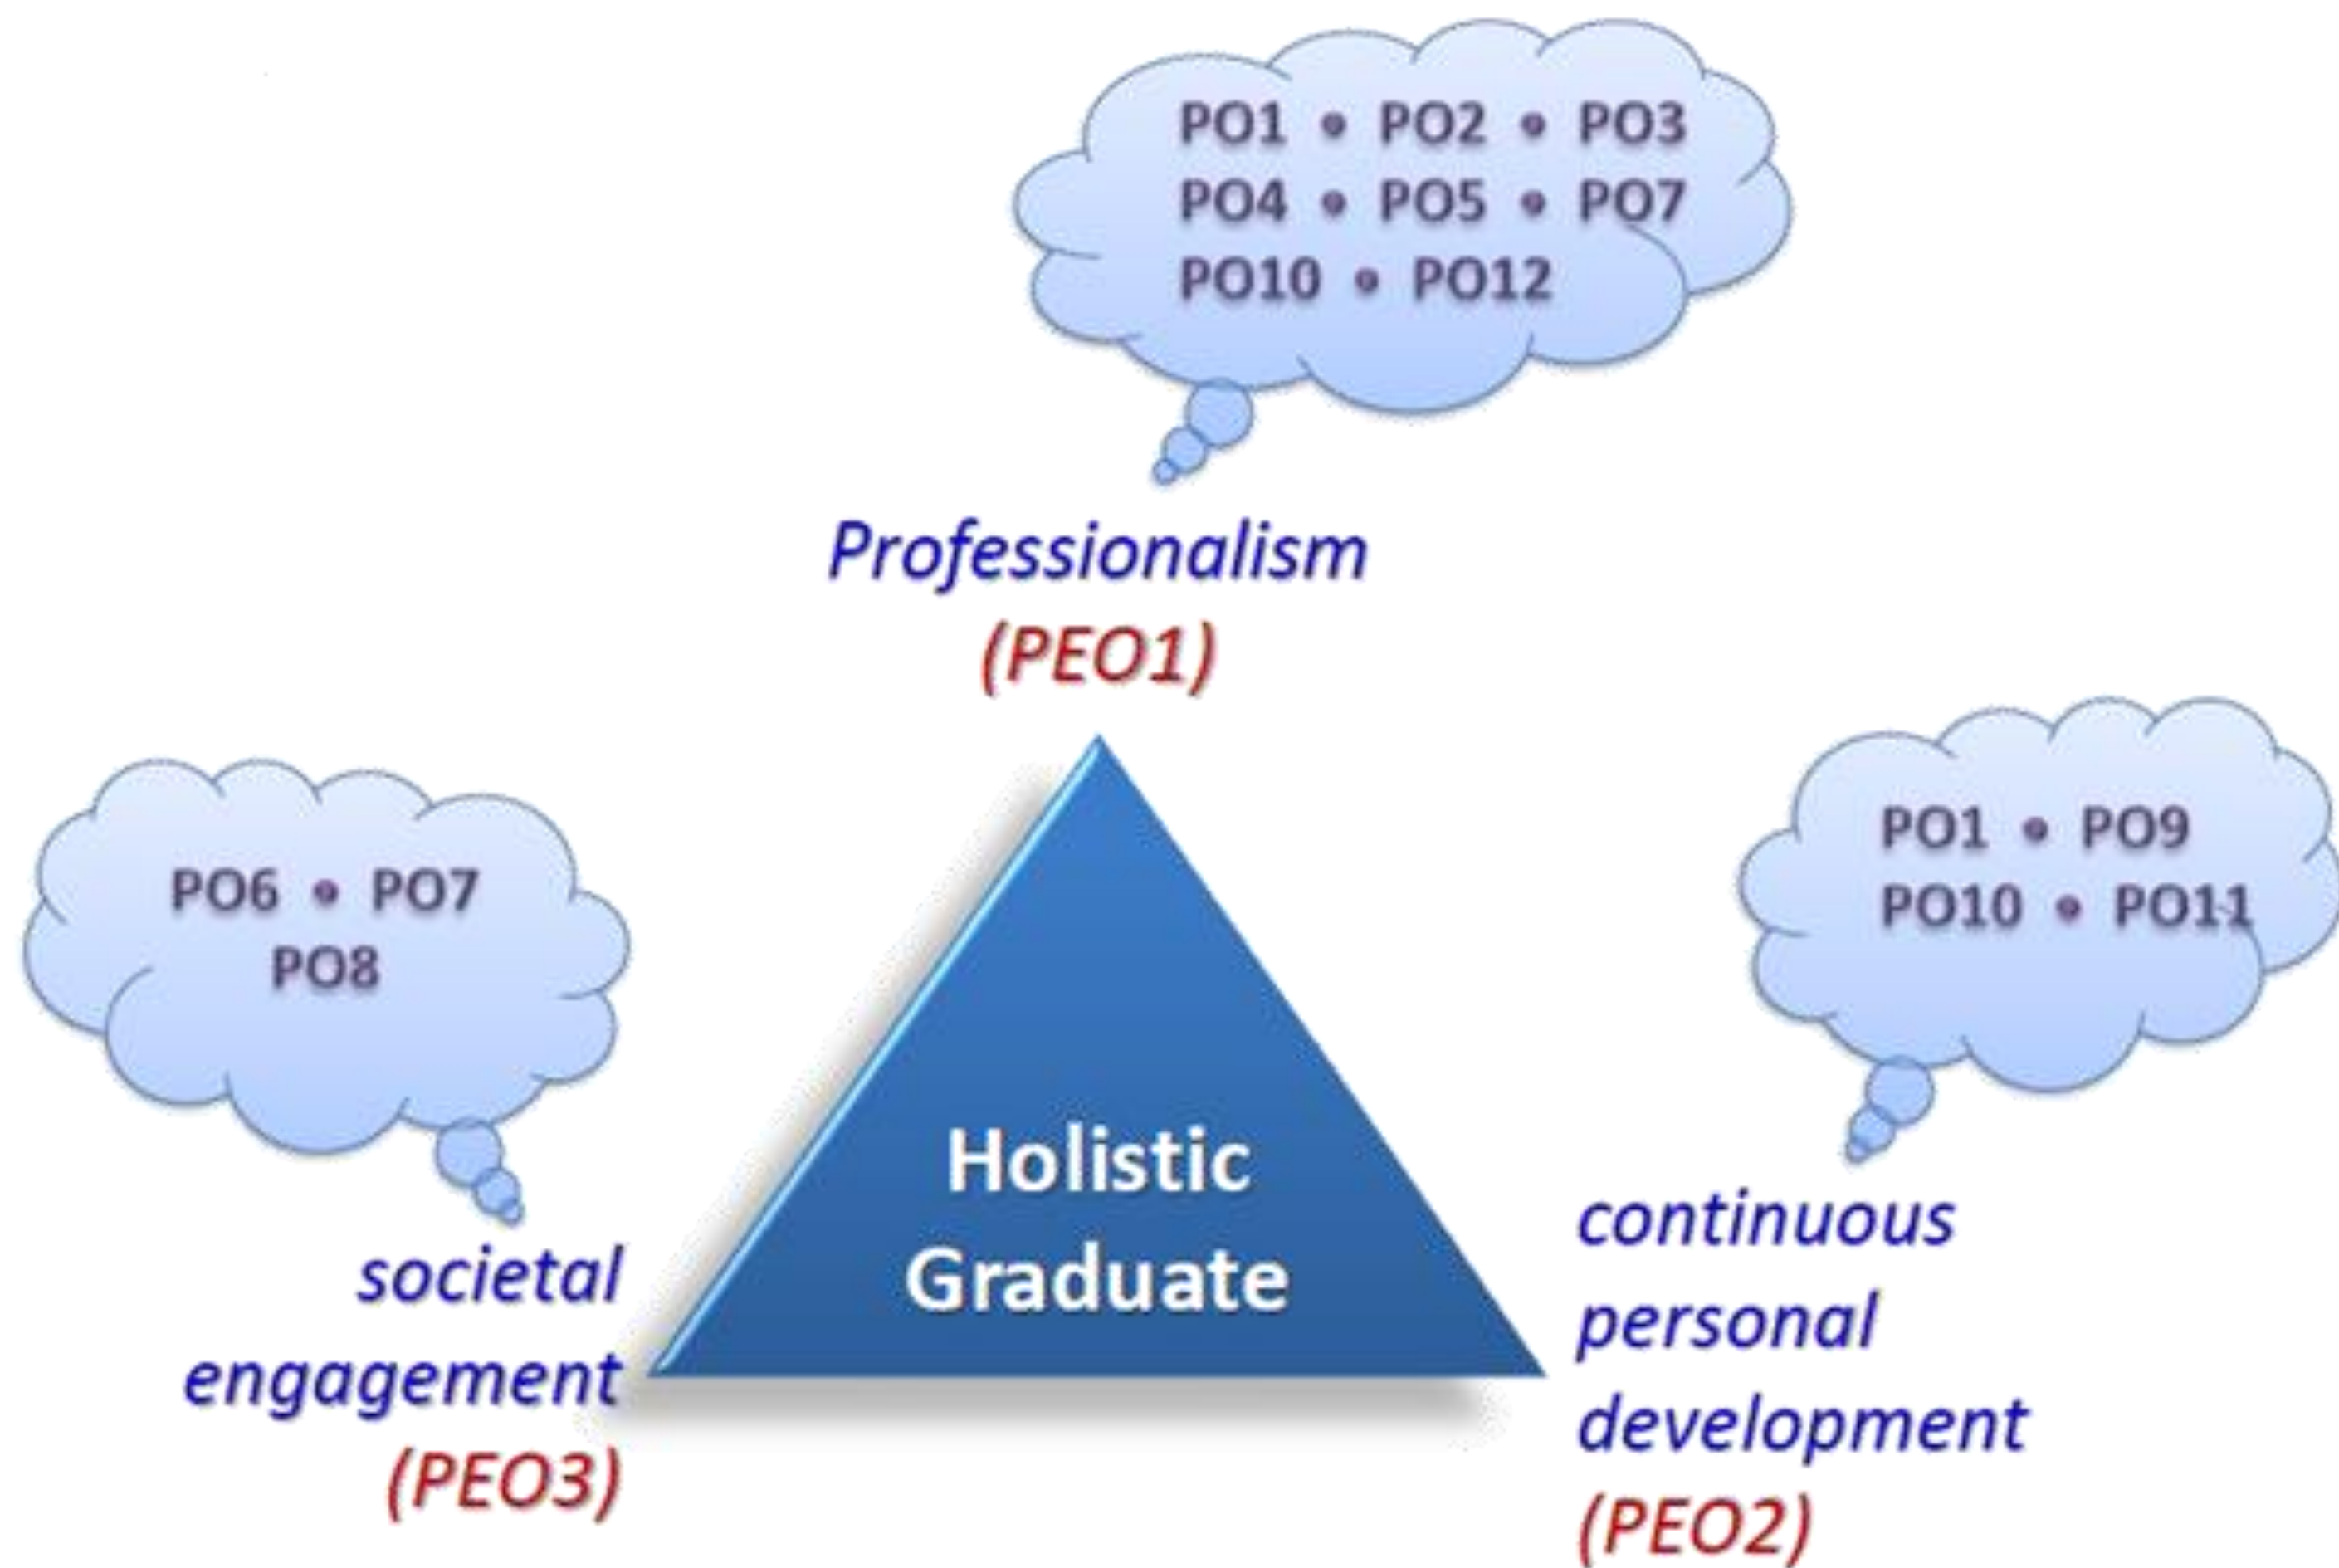 PO1 • PO2 • PO3
PO4 • PO5 • PO7
PO10 • PO12
Professionalism
(PEO1)
PO6 • PO7
PO8
societal
engagement
(PEO3)
Holistic
Graduate
PO1 • PO9
PO10 • PO11
continuous
personal
development
(PEO2)